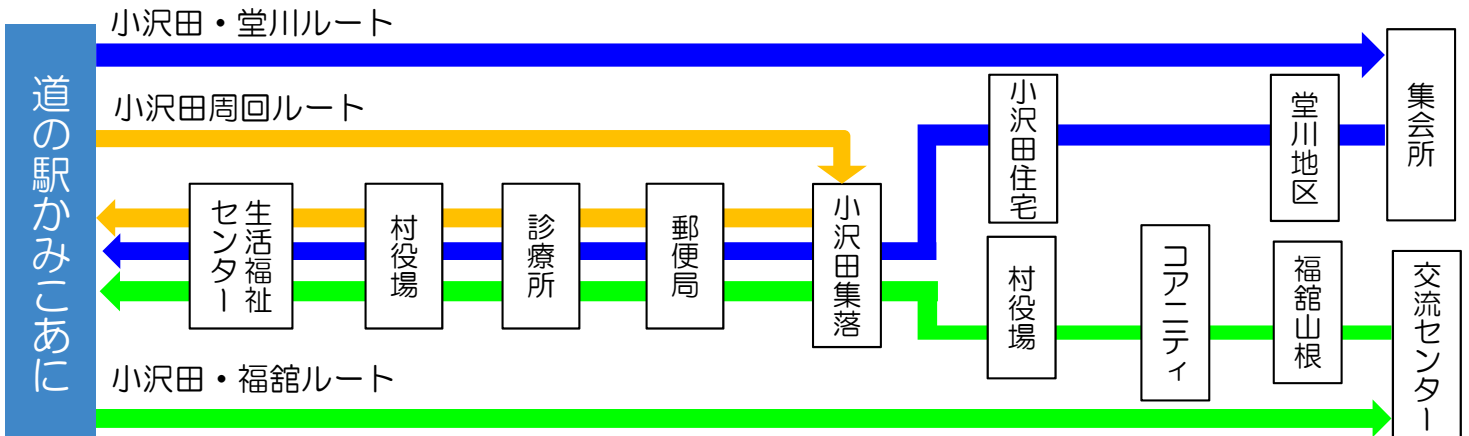 小沢田・堂川ルート
道の駅かみこあに
小沢田周回ルート
小沢田住宅
堂川地区
集会所
生活福祉
センター
村役場
診療所
郵便局
小沢田集落
村役場
コアニティ
福舘山根
交流センター
小沢田・福舘ルート